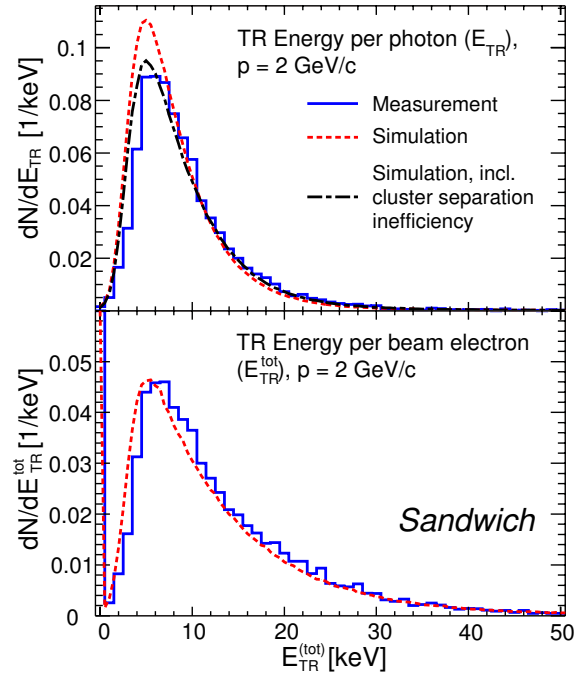 TR Energy per photon (E_TR),
p = 2 GeV/c
Measurement
Simulation
Simulation, incl.
cluster separation
inefficiency
dN/dE_TR [1/keV]
0.1
0.08
0.06
0.04
0.02
TR Energy per beam electron
(E_TR^tot), p = 2 GeV/c
Sandwich
dN/dE_TR^tot [1/keV]
0.05
0.04
0.03
0.02
0.01
0
0 10 20 30 40 50
E_TR^(tot) [keV]